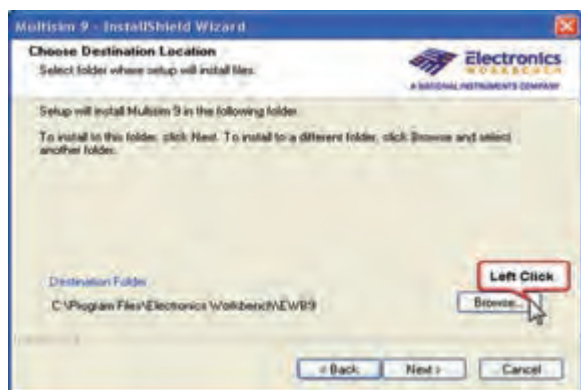 Multisim 9 - InstallShield Wizard
Choose Destination Location
Select folder where setup will install files.
Electronics
WORKBENCH
A NATIONAL INSTRUMENTS COMPANY
Setup will install Multisim 9 in the following folder.
To install to this folder, click Next. To install to a different folder, click Browse and select
another folder.
Destination Folder
Left Click
C:\Program Files\Electronics Workbench\EWB9
Browse...
< Back
Next >
Cancel